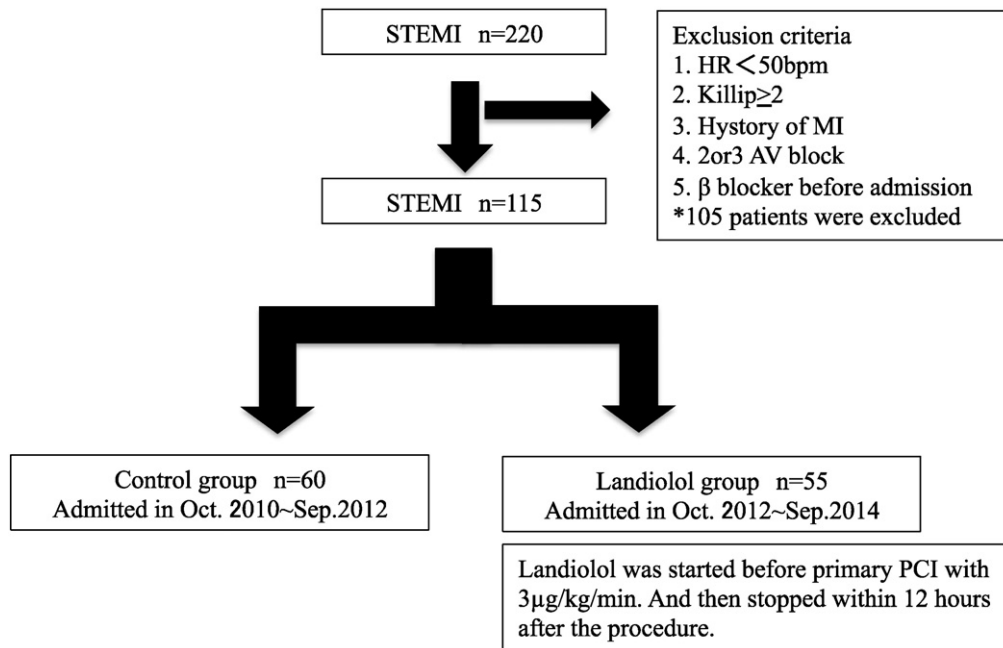 STEMI n=220
Exclusion criteria
1. HR<50bpm
2. Killip≥2
3. Hystory of MI
4. 2or3 AV block
5. β blocker before admission
*105 patients were excluded
STEMI n=115
Control group n=60
Admitted in Oct. 2010~Sep.2012
Landiolol group n=55
Admitted in Oct. 2012~Sep.2014
Landiolol was started before primary PCI with
3μg/kg/min. And then stopped within 12 hours
after the procedure.